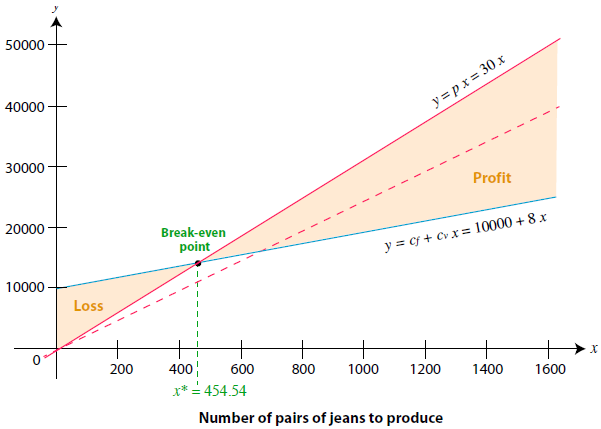 y
50000
40000
30000
20000
10000
0
y = p x = 30 x
Profit
Break-even
point
y = cf + cv x = 10000 + 8 x
Loss
x
200 400 600 800 1000 1200 1400 1600
x* = 454.54
Number of pairs of jeans to produce